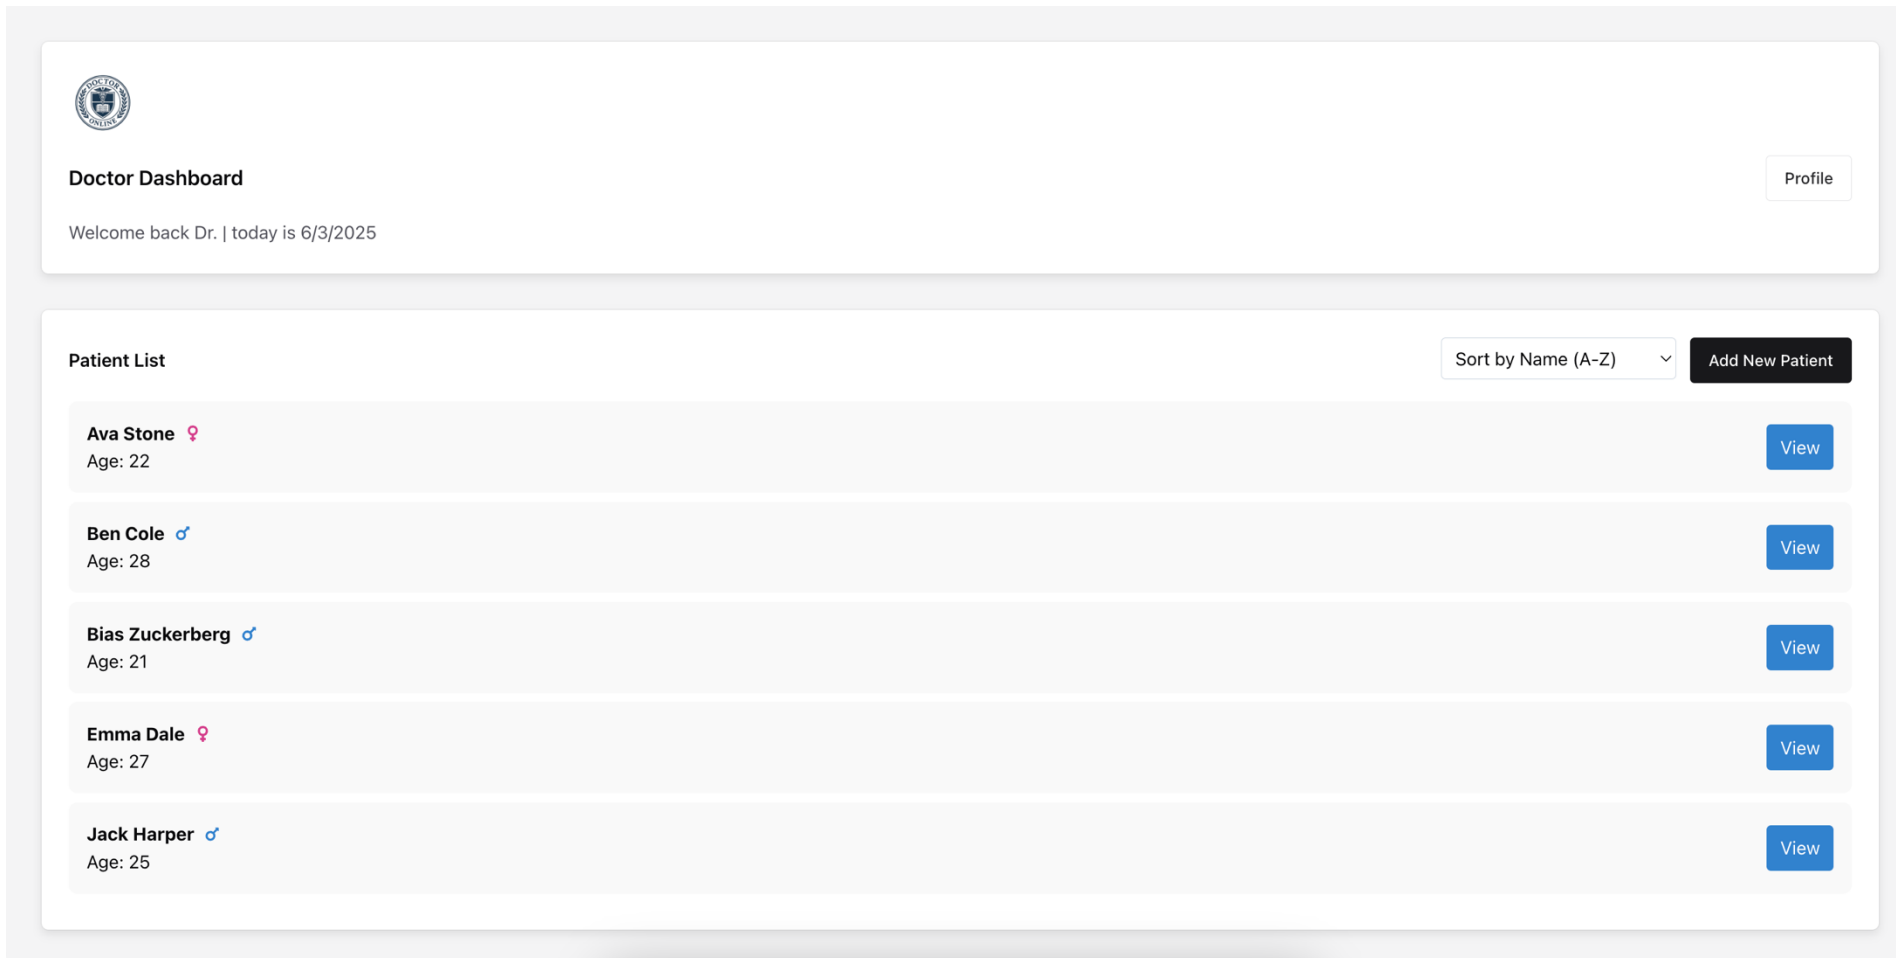 DOCTOR
ONLINE
Doctor Dashboard
Profile
Welcome back Dr. | today is 6/3/2025
Patient List
Sort by Name (A-Z)
Add New Patient
Ava Stone ♀
Age: 22
View
Ben Cole ♂
Age: 28
View
Bias Zuckerberg ♂
Age: 21
View
Emma Dale ♀
Age: 27
View
Jack Harper ♂
Age: 25
View